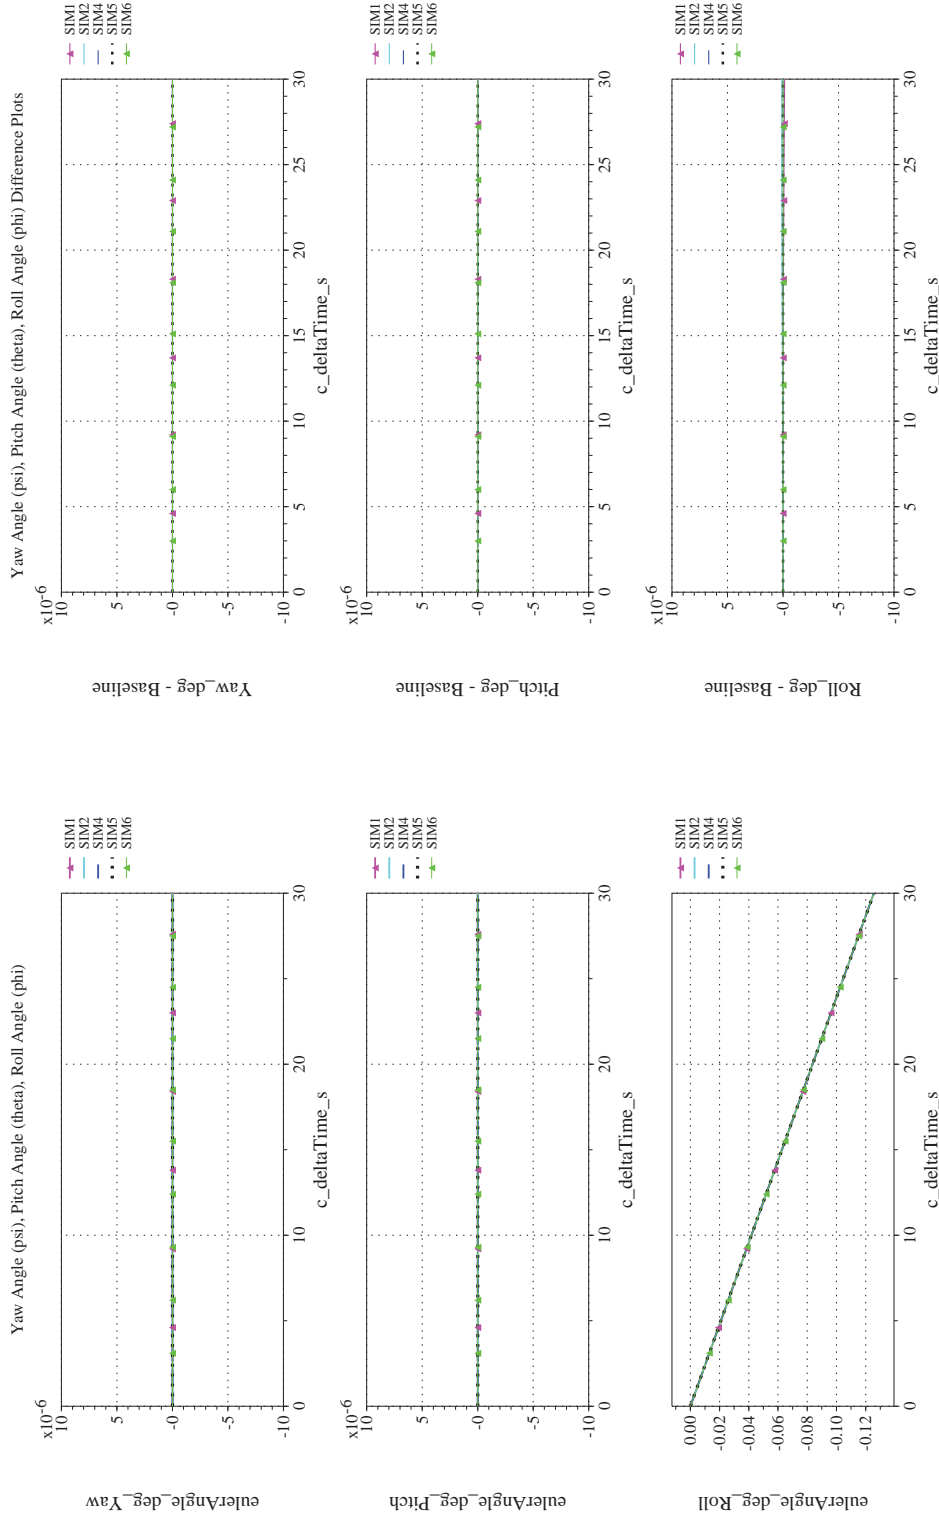 Yaw Angle (psi), Pitch Angle (theta), Roll Angle (phi)
x10-6
10
5
-0
-5
-10
0
10
20
30
eulerAngle_deg_Yaw
c_deltaTime_s
SIM1
SIM2
SIM4
SIM5
SIM6
x10-6
10
5
-0
-5
-10
0
10
20
30
eulerAngle_deg_Pitch
c_deltaTime_s
SIM1
SIM2
SIM4
SIM5
SIM6
0.00
-0.02
-0.04
-0.06
-0.08
-0.10
-0.12
0
10
20
30
eulerAngle_deg_Roll
c_deltaTime_s
SIM1
SIM2
SIM4
SIM5
SIM6
Yaw Angle (psi), Pitch Angle (theta), Roll Angle (phi) Difference Plots
x10-6
10
5
-0
-5
-10
0
5
10
15
20
25
30
Yaw_deg - Baseline
c_deltaTime_s
SIM1
SIM2
SIM4
SIM5
SIM6
x10-6
10
5
-0
-5
-10
0
5
10
15
20
25
30
Pitch_deg - Baseline
c_deltaTime_s
SIM1
SIM2
SIM4
SIM5
SIM6
x10-6
10
5
-0
-5
-10
0
5
10
15
20
25
30
Roll_deg - Baseline
c_deltaTime_s
SIM1
SIM2
SIM4
SIM5
SIM6